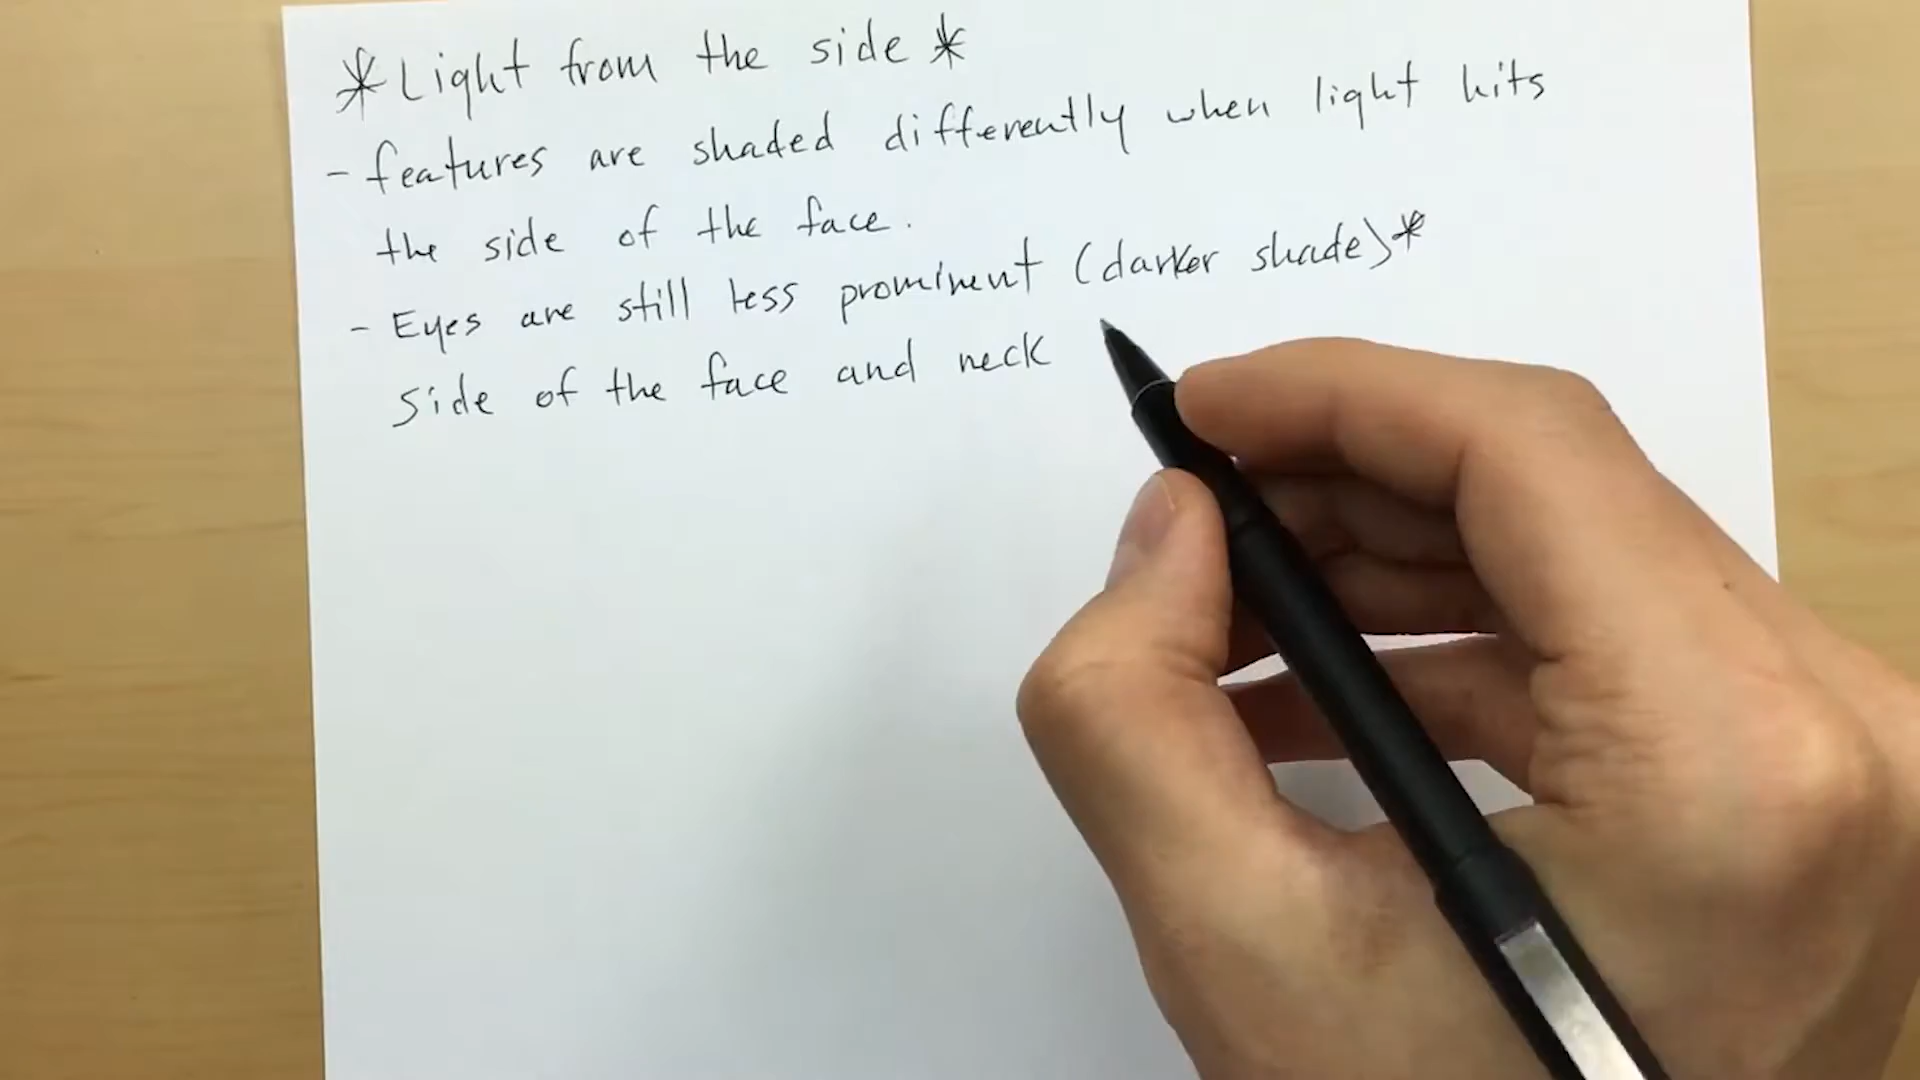 *Light from the side*
- features are shaded differently when light hits
the side of the face.
- Eyes are still less prominent (darker shade)*
side of the face and neck